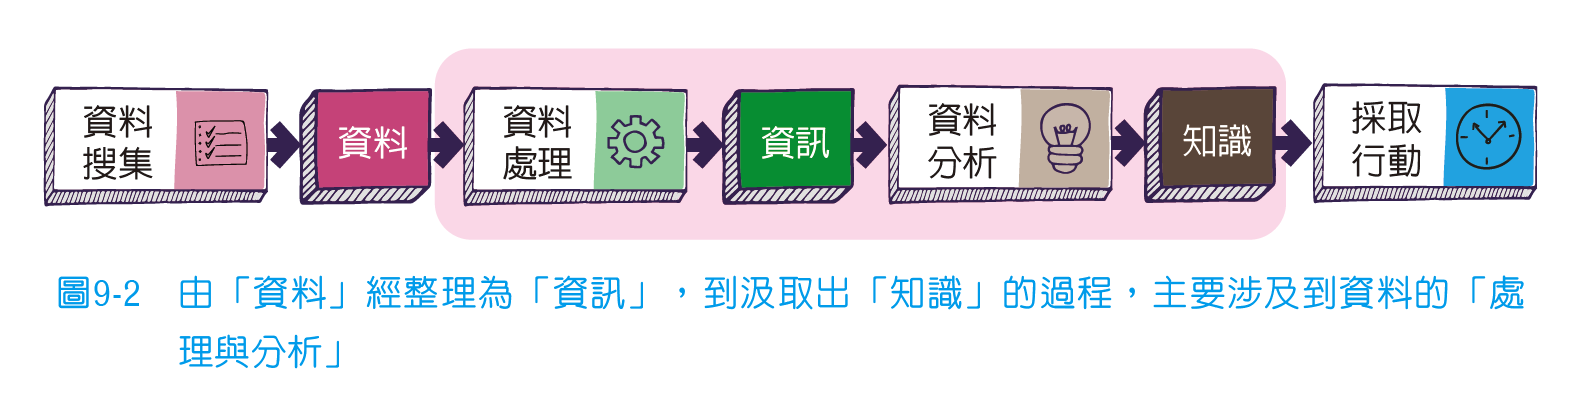 資料
搜集
資料
資料
處理
資訊
資料
分析
知識
採取
行動
圖9-2 由「資料」經整理為「資訊」，到汲取出「知識」的過程，主要涉及到資料的「處
理與分析」